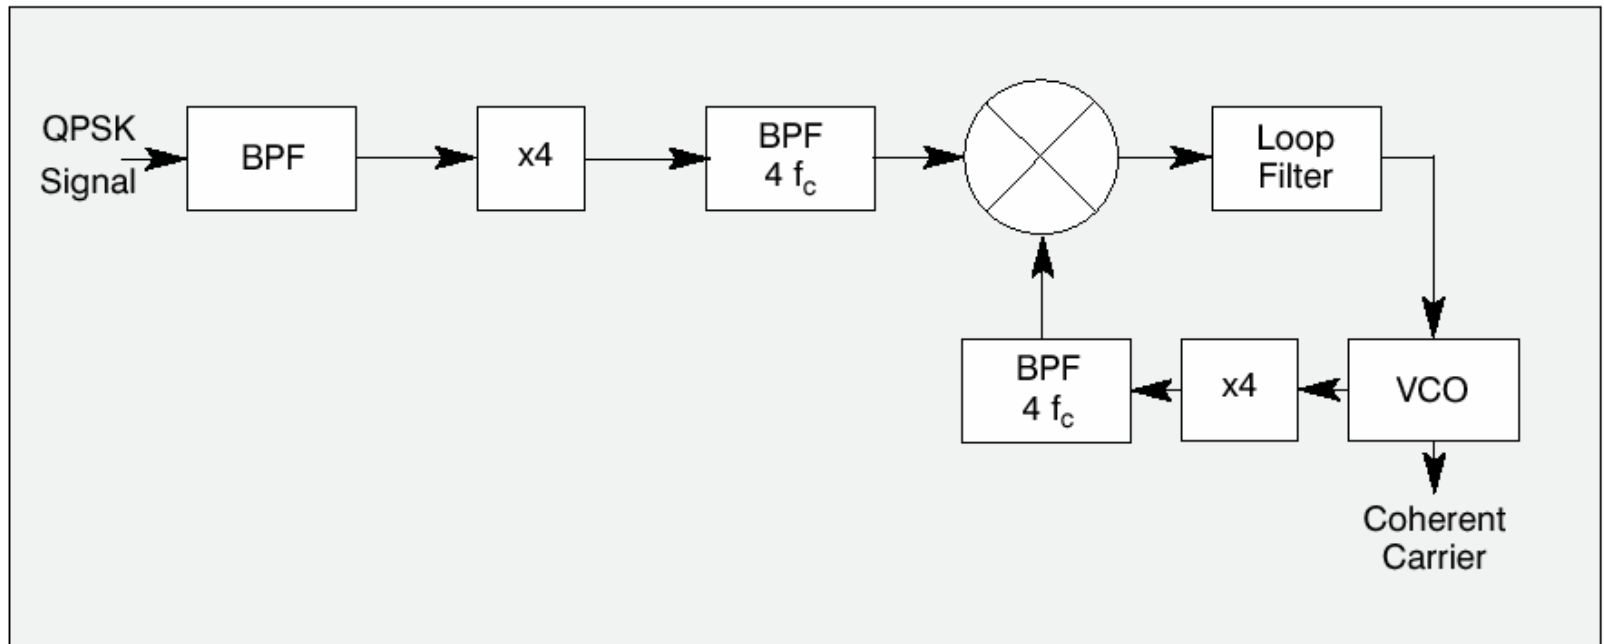 QPSK
Signal
BPF
x4
BPF
4 fc
Loop
Filter
BPF
4 fc
x4
VCO
Coherent
Carrier